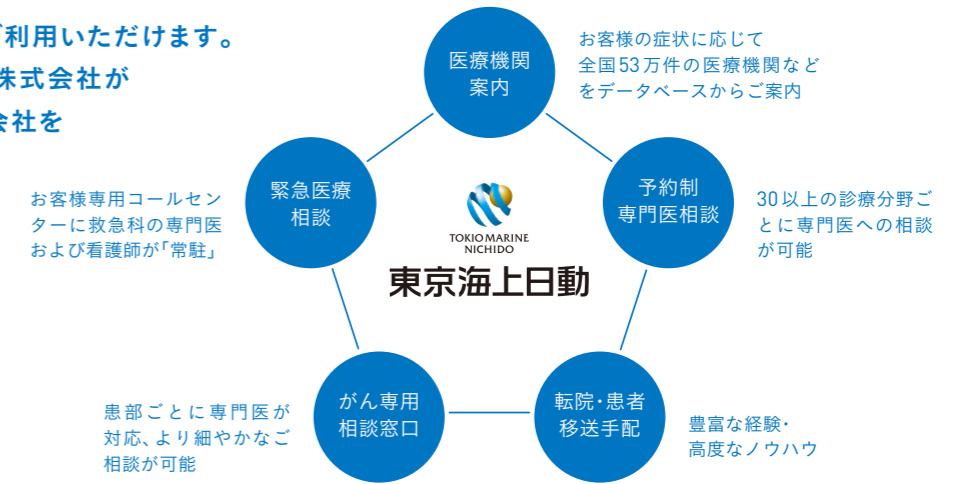 ご利用いただけます。
株式会社が
会社を
医療機関
案内
お客様の症状に応じて
全国53万件の医療機関など
をデータベースからご案内
緊急医療
相談
お客様専用コールセン
ターに救急科の専門医
および看護師が「常駐」
予約制
専門医相談
30以上の診療分野ご
とに専門医への相談
が可能
TOKIO MARINE
NICHIDO
東京海上日動
がん専用
相談窓口
患部ごとに専門医が
対応、より細やかなご
相談が可能
転院・患者
移送手配
豊富な経験・
高度なノウハウ